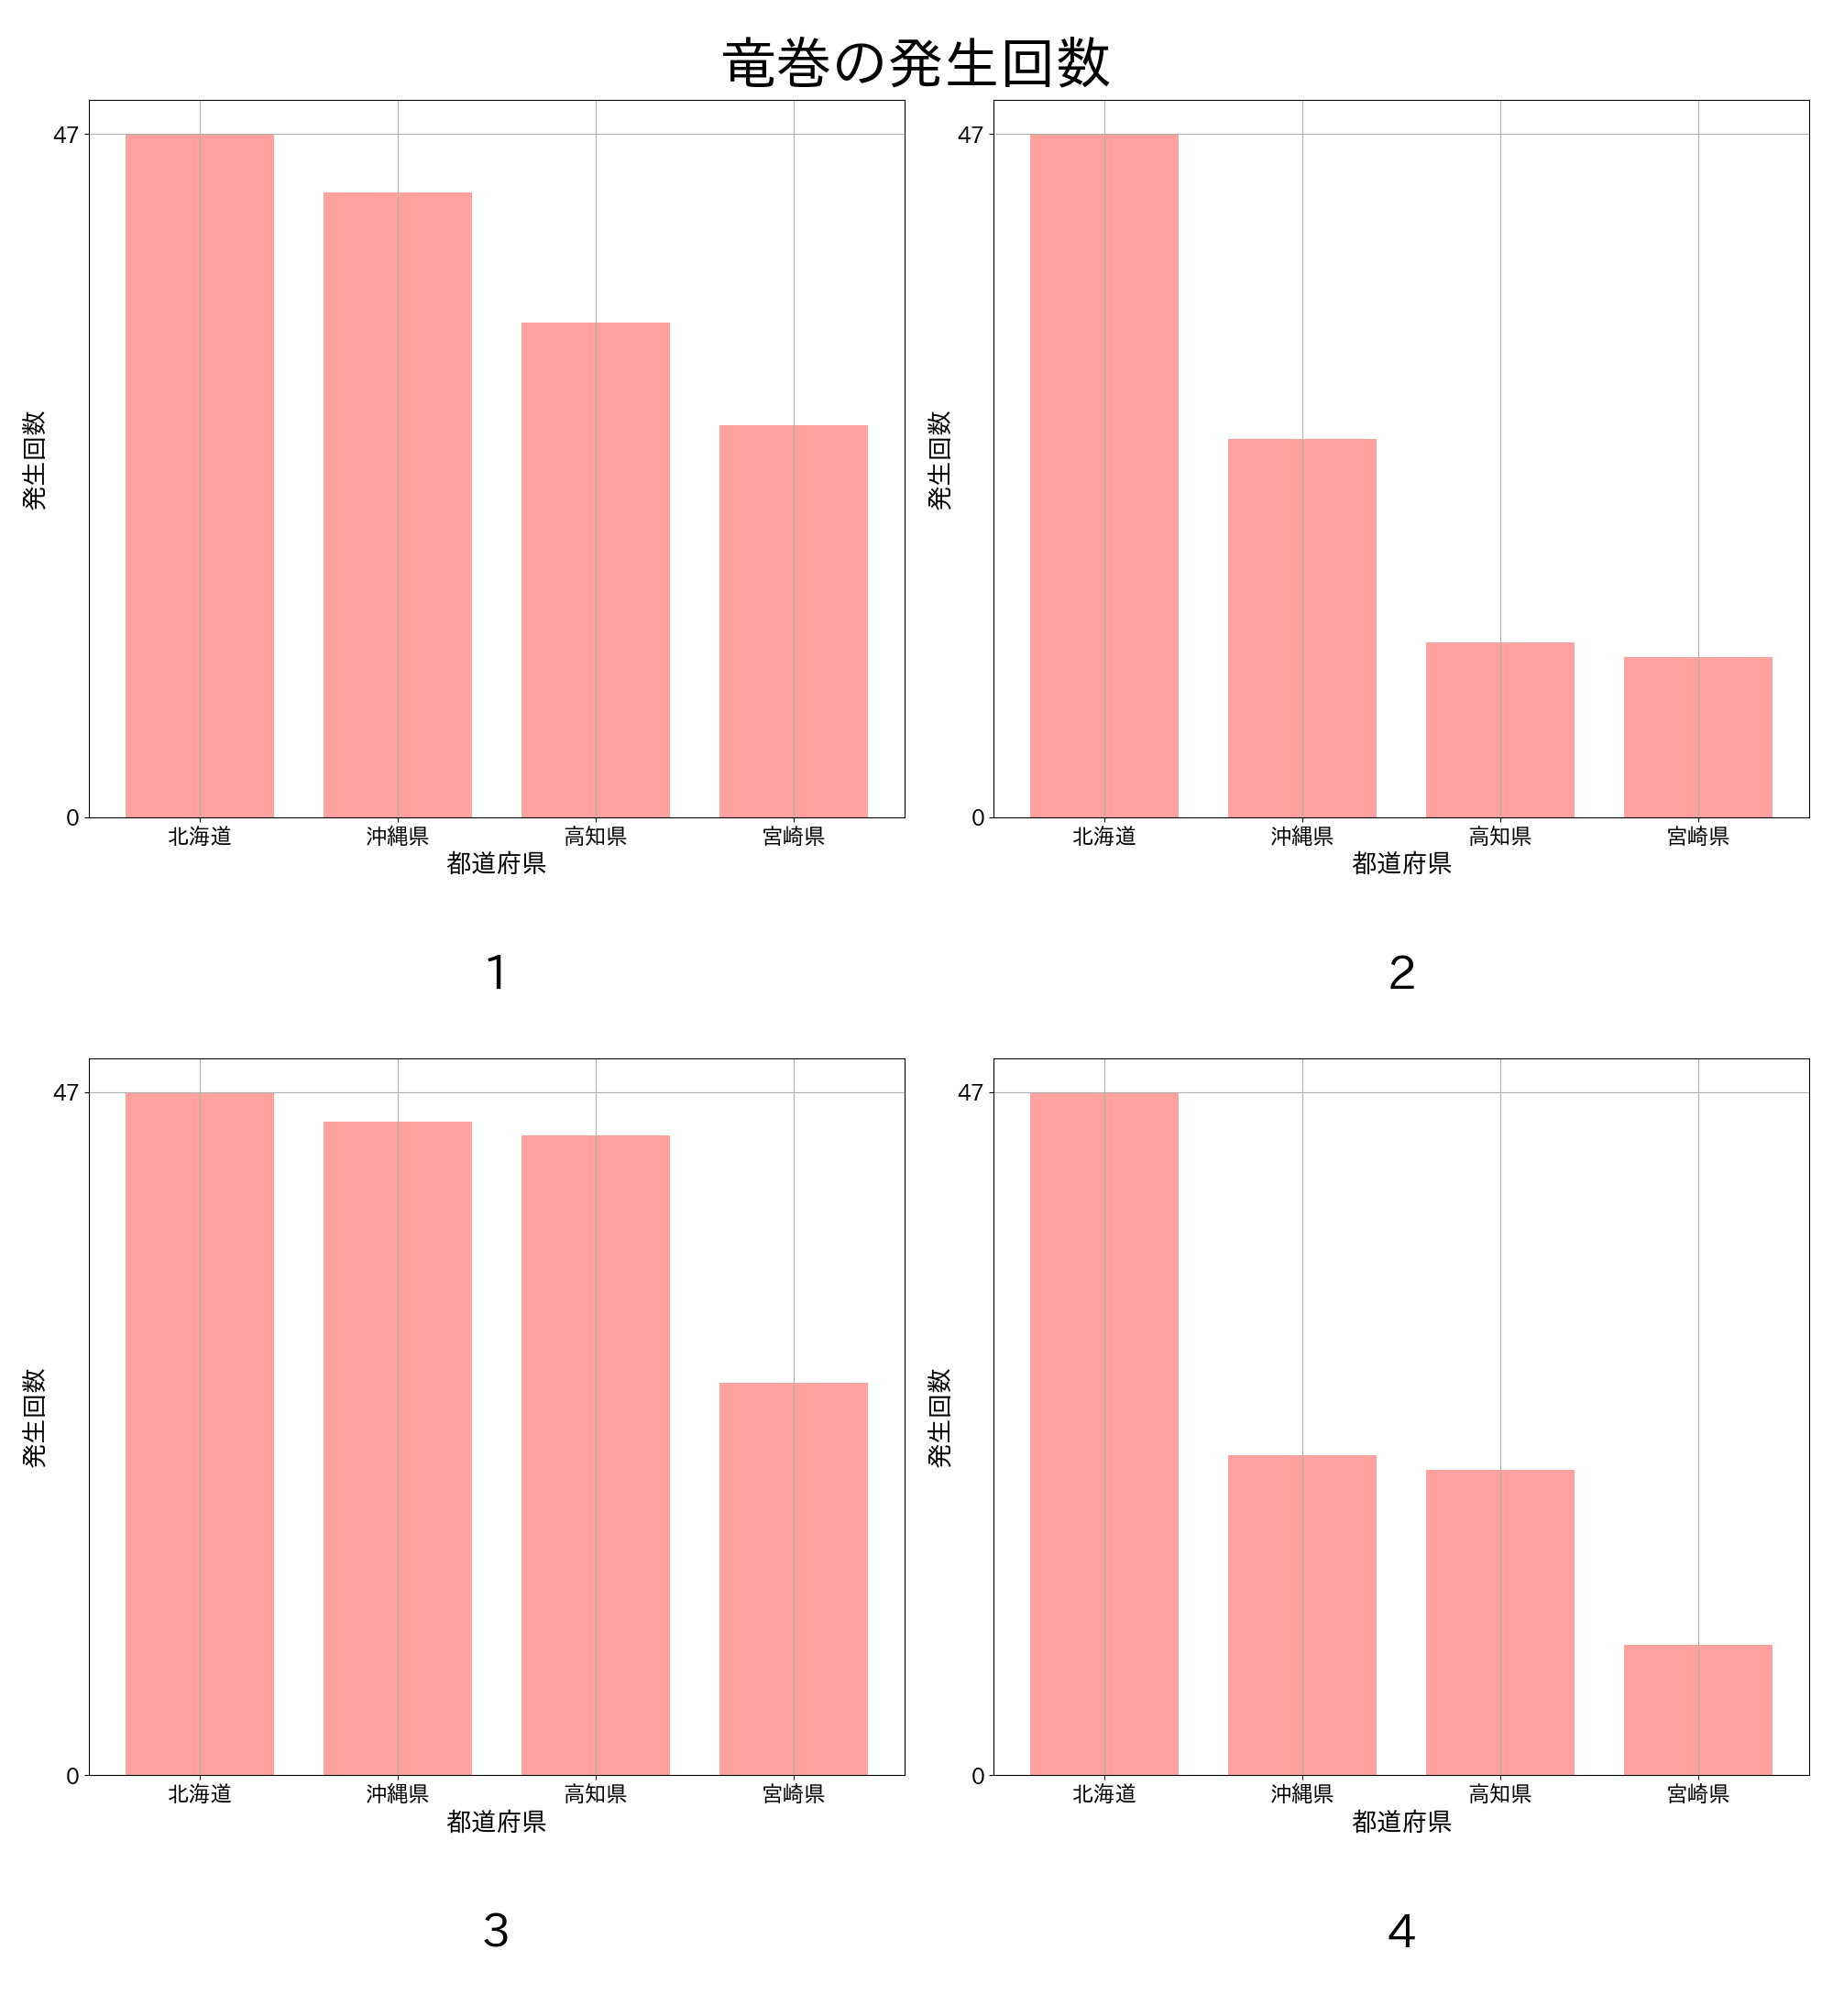 竜巻の発生回数
47
0
発生回数
北海道 沖縄県 高知県 宮崎県
都道府県
1
47
0
発生回数
北海道 沖縄県 高知県 宮崎県
都道府県
2
47
0
発生回数
北海道 沖縄県 高知県 宮崎県
都道府県
3
47
0
発生回数
北海道 沖縄県 高知県 宮崎県
都道府県
4